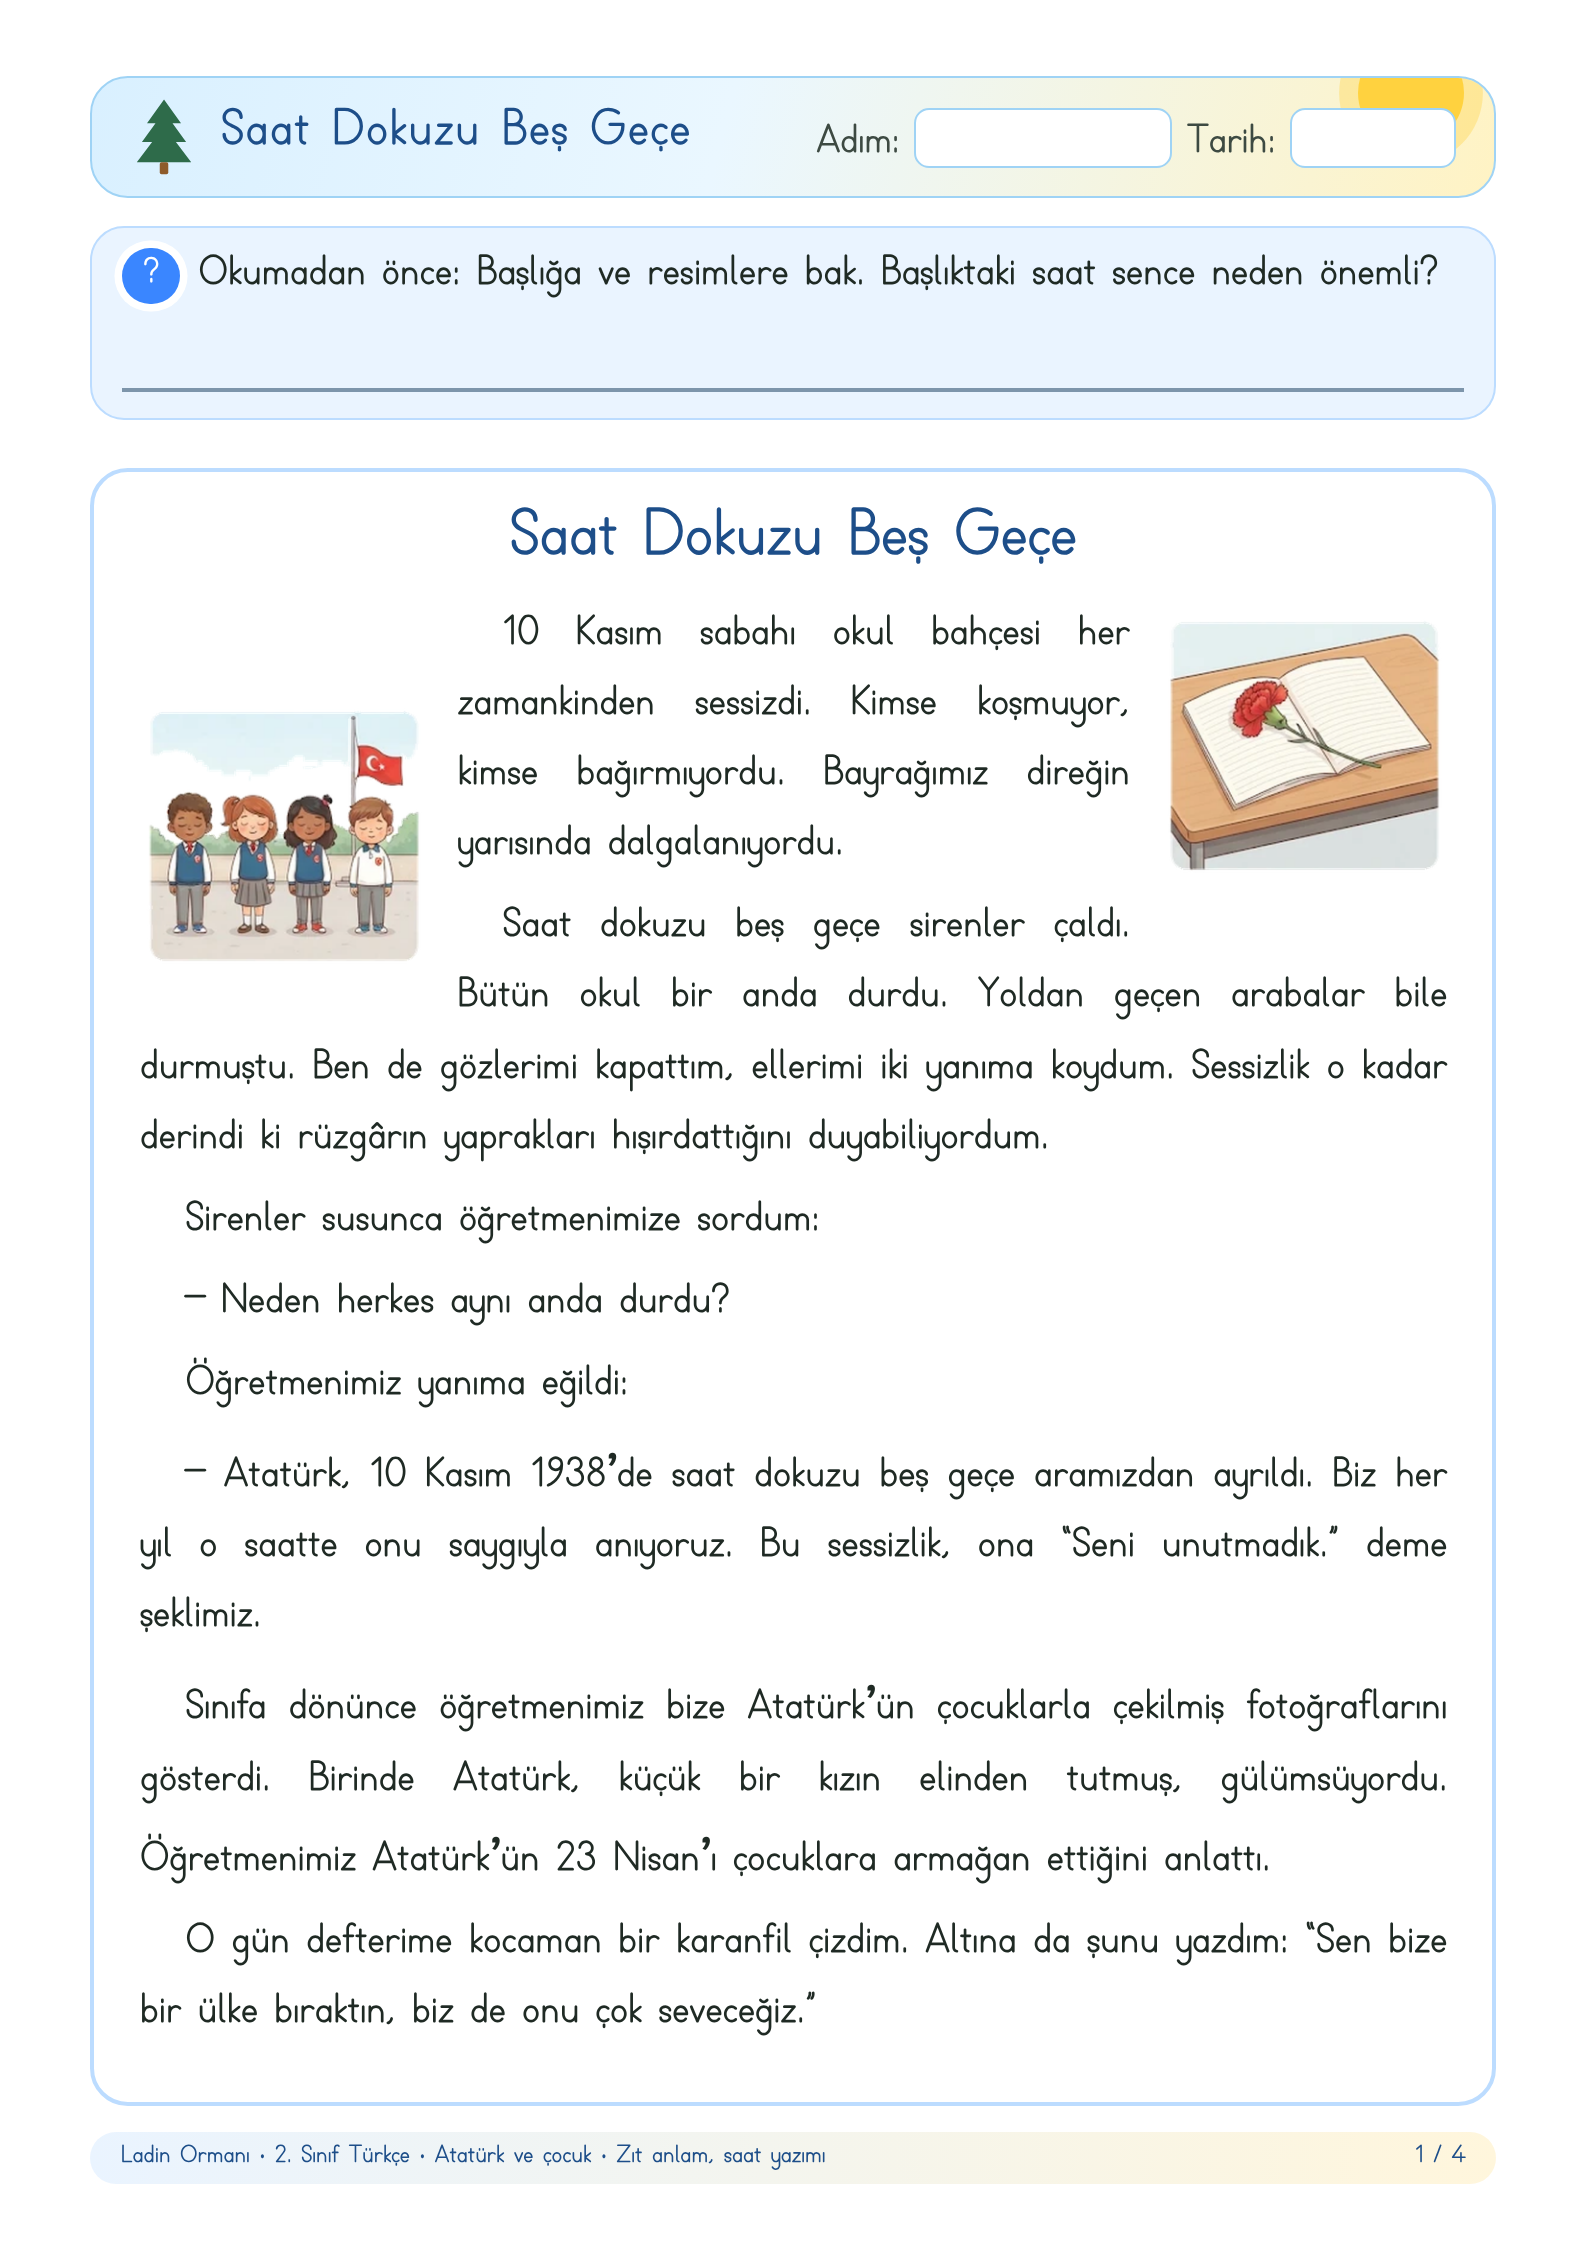 Saat Dokuzu Beş Geçe
Adım:
Tarih:
?
Okumadan önce: Başlığa ve resimlere bak. Başlıktaki saat sence neden önemli?
Saat Dokuzu Beş Geçe
10 Kasım sabahı okul bahçesi her
zamankinden sessizdi. Kimse koşmuyor,
kimse bağırmıyordu. Bayrağımız direğin
yarısında dalgalanıyordu.
Saat dokuzu beş geçe sirenler çaldı.
Bütün okul bir anda durdu. Yoldan geçen arabalar bile
durmuştu. Ben de gözlerimi kapattım, ellerimi iki yanıma koydum. Sessizlik o kadar
derindi ki rüzgârın yaprakları hışırdattığını duyabiliyordum.
Sirenler susunca öğretmenimize sordum:
– Neden herkes aynı anda durdu?
Öğretmenimiz yanıma eğildi:
– Atatürk, 10 Kasım 1938’de saat dokuzu beş geçe aramızdan ayrıldı. Biz her
yıl o saatte onu saygıyla anıyoruz. Bu sessizlik, ona “Seni unutmadık.” deme
şeklimiz.
Sınıfa dönünce öğretmenimiz bize Atatürk’ün çocuklarla çekilmiş fotoğraflarını
gösterdi. Birinde Atatürk, küçük bir kızın elinden tutmuş, gülümsüyordu.
Öğretmenimiz Atatürk’ün 23 Nisan’ı çocuklara armağan ettiğini anlattı.
O gün defterime kocaman bir karanfil çizdim. Altına da şunu yazdım: “Sen bize
bir ülke bıraktın, biz de onu çok seveceğiz.”
Ladin Ormanı • 2. Sınıf Türkçe • Atatürk ve çocuk • Zıt anlam, saat yazımı
1 / 4